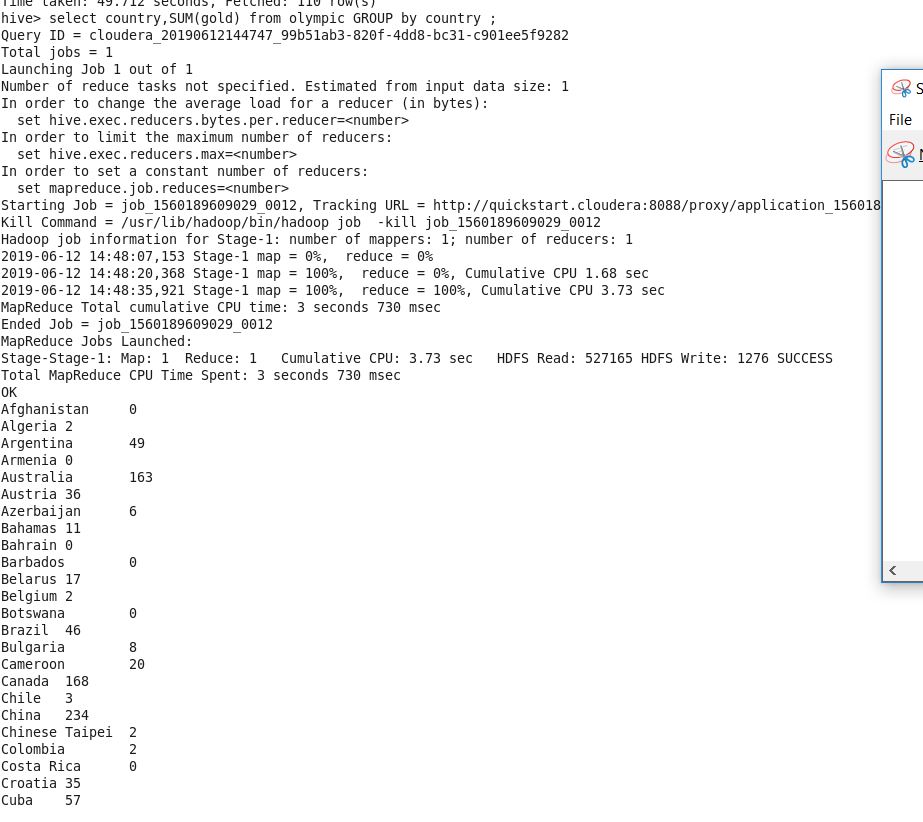 Time taken: 49.712 seconds, Fetched: 110 row(s)
hive> select country,SUM(gold) from olympic GROUP by country ;
Query ID = cloudera_20190612144747_99b51ab3-820f-4dd8-bc31-c901ee5f9282
Total jobs = 1
Launching Job 1 out of 1
Number of reduce tasks not specified. Estimated from input data size: 1
In order to change the average load for a reducer (in bytes):
  set hive.exec.reducers.bytes.per.reducer=<number>
In order to limit the maximum number of reducers:
  set hive.exec.reducers.max=<number>
In order to set a constant number of reducers:
  set mapreduce.job.reduces=<number>
Starting Job = job_1560189609029_0012, Tracking URL = http://quickstart.cloudera:8088/proxy/application_156018
Kill Command = /usr/lib/hadoop/bin/hadoop job  -kill job_1560189609029_0012
Hadoop job information for Stage-1: number of mappers: 1; number of reducers: 1
2019-06-12 14:48:07,153 Stage-1 map = 0%,  reduce = 0%
2019-06-12 14:48:20,368 Stage-1 map = 100%,  reduce = 0%, Cumulative CPU 1.68 sec
2019-06-12 14:48:35,921 Stage-1 map = 100%,  reduce = 100%, Cumulative CPU 3.73 sec
MapReduce Total cumulative CPU time: 3 seconds 730 msec
Ended Job = job_1560189609029_0012
MapReduce Jobs Launched:
Stage-Stage-1: Map: 1  Reduce: 1   Cumulative CPU: 3.73 sec   HDFS Read: 527165 HDFS Write: 1276 SUCCESS
Total MapReduce CPU Time Spent: 3 seconds 730 msec
OK
Afghanistan	0
Algeria	2
Argentina	49
Armenia	0
Australia	163
Austria	36
Azerbaijan	6
Bahamas	11
Bahrain	0
Barbados	0
Belarus	17
Belgium	2
Botswana	0
Brazil	46
Bulgaria	8
Cameroon	20
Canada	168
Chile	3
China	234
Chinese Taipei	2
Colombia	2
Costa Rica	0
Croatia	35
Cuba	57
S
File